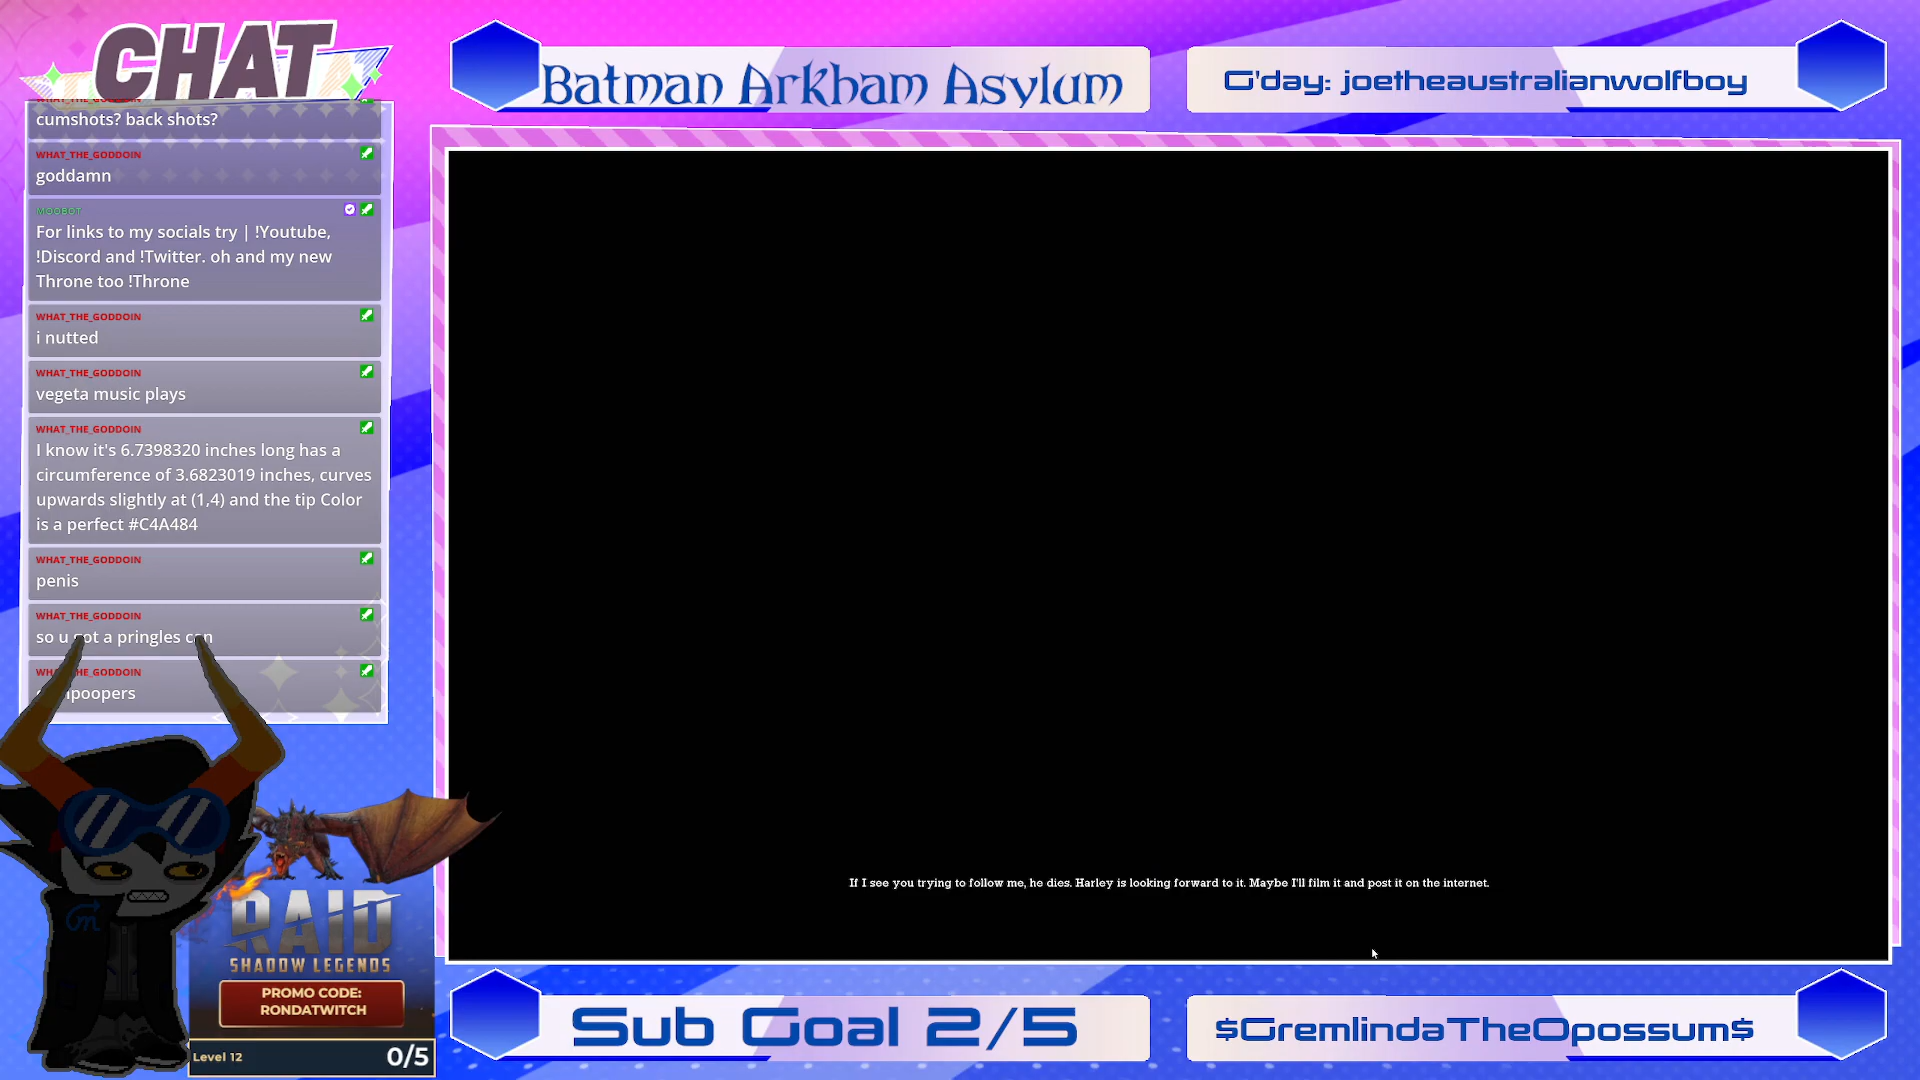 CHAT
Batman Arkham Asylum
G'day: joetheaustralianwolfboy
WHAT_THE_GODDOIN
cumshots? back shots?
WHAT_THE_GODDOIN
goddamn
MOOBOT
For links to my socials try | !Youtube,
!Discord and !Twitter. oh and my new
Throne too !Throne
WHAT_THE_GODDOIN
i nutted
WHAT_THE_GODDOIN
vegeta music plays
WHAT_THE_GODDOIN
I know it's 6.7398320 inches long has a
circumference of 3.6823019 inches, curves
upwards slightly at (1,4) and the tip Color
is a perfect #C4A484
WHAT_THE_GODDOIN
penis
WHAT_THE_GODDOIN
so u got a pringles can
WHAT_THE_GODDOIN
If I see you trying to follow me, he dies. Harley is looking forward to it. Maybe I'll film it and post it on the internet.
RAID
SHADOW LEGENDS
PROMO CODE:
RONDATWITCH
Level 12
0/5
Sub Goal 2/5
$GremlindaTheOpossum$